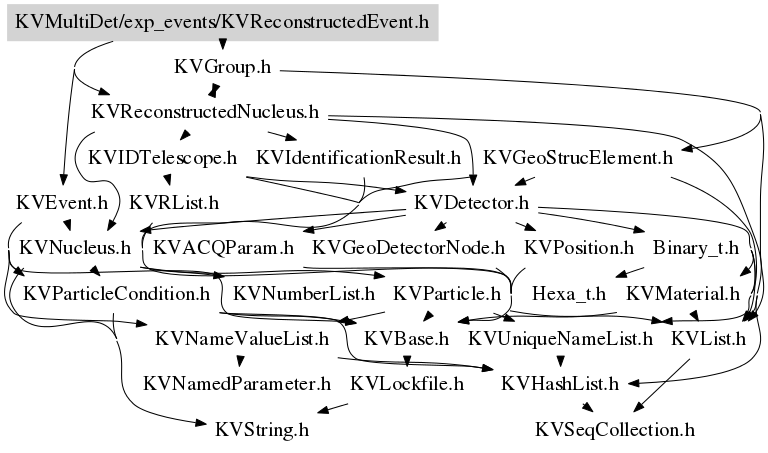 KVMultiDet/exp_events/KVReconstructedEvent.h
KVGroup.h
KVReconstructedNucleus.h
KVIDTelescope.h KVIdentificationResult.h KVGeoStrucElement.h
KVEvent.h KVRList.h KVDetector.h
KVNucleus.h KVACQParam.h KVGeoDetectorNode.h KVPosition.h Binary_t.h
KVParticleCondition.h KVNumberList.h KVParticle.h Hexa_t.h KVMaterial.h
KVNameValueList.h KVBase.h KVUniqueNameList.h KVList.h
KVNamedParameter.h KVLockfile.h KVHashList.h
KVString.h KVSeqCollection.h